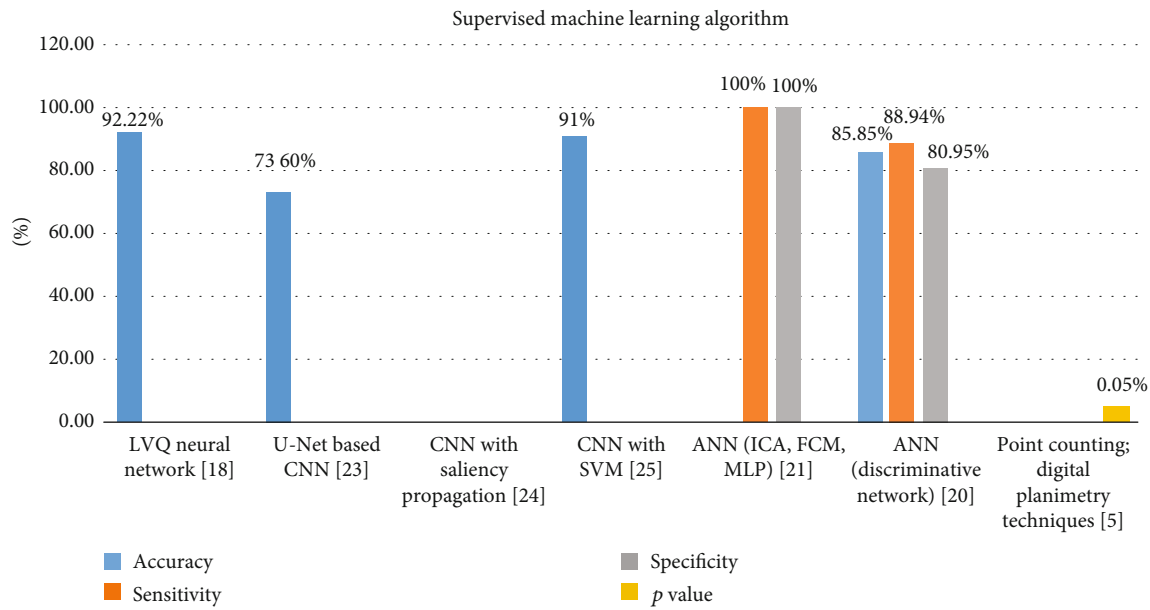 Supervised machine learning algorithm
120.00
100.00
80.00
60.00
40.00
20.00
0.00
(%)
92.22%
73 60%
91%
100%
100%
85.85%
88.94%
80.95%
0.05%
LVQ neural
network [18]
U-Net based
CNN [23]
CNN with
saliency
propagation [24]
CNN with
SVM [25]
ANN (ICA, FCM,
MLP) [21]
ANN
(discriminative
network) [20]
Point counting;
digital
planimetry
techniques [5]
Accuracy
Sensitivity
Specificity
p value